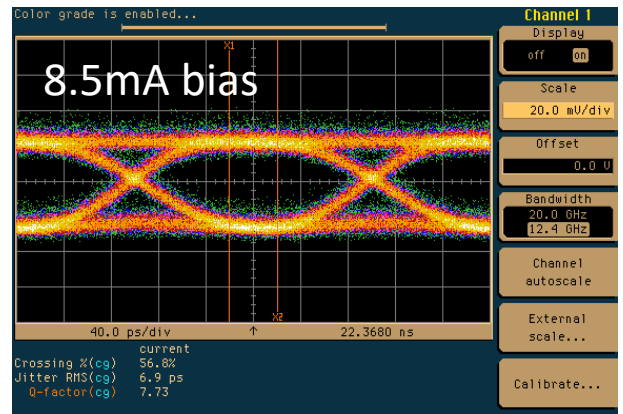 Color grade is enabled...
Channel 1
Display
off on
Scale
20.0 mV/div
Offset
0.0 V
Bandwidth
20.0 GHz
12.4 GHz
Channel
autoscale
External
scale...
Calibrate...
X1
8.5mA bias
X2
40.0 ps/div ↑ 22.3680 ns
current
Crossing %(cg) 56.8%
Jitter RMS(cg) 6.9 ps
Q-factor(cg) 7.73